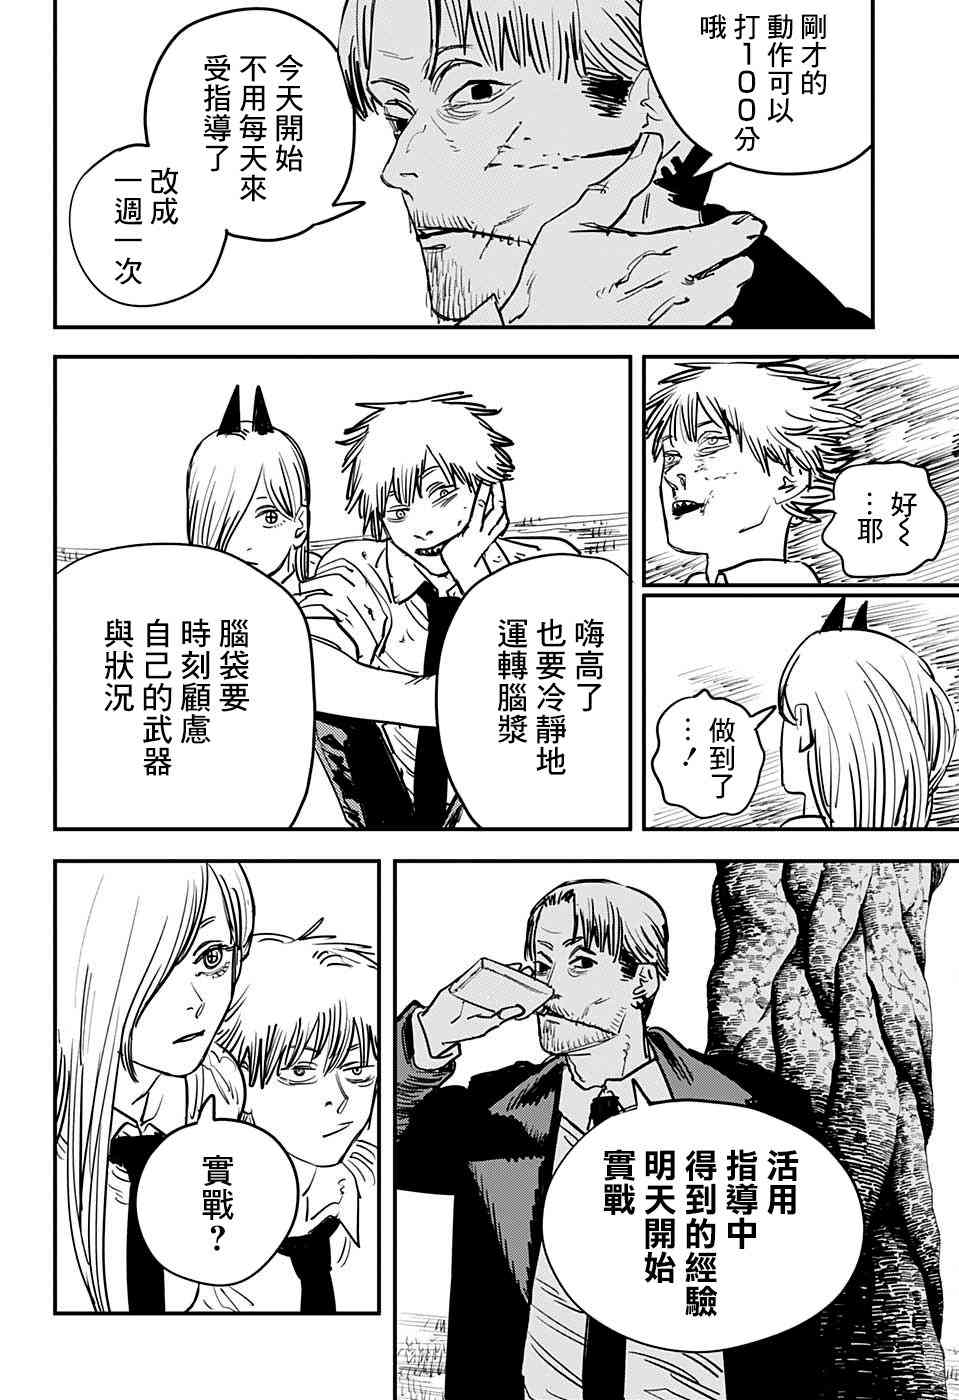 剛才的
動作可以
打100分
哦
今天開始
不用每天來
受指導了
改成
一週一次
好～
…耶
做到了
…！
嗨高了
也要冷靜地
運轉腦漿
腦袋要
時刻顧慮
自己的武器
與狀況
活用
指導中
得到的經驗
明天開始
實戰
實戰？